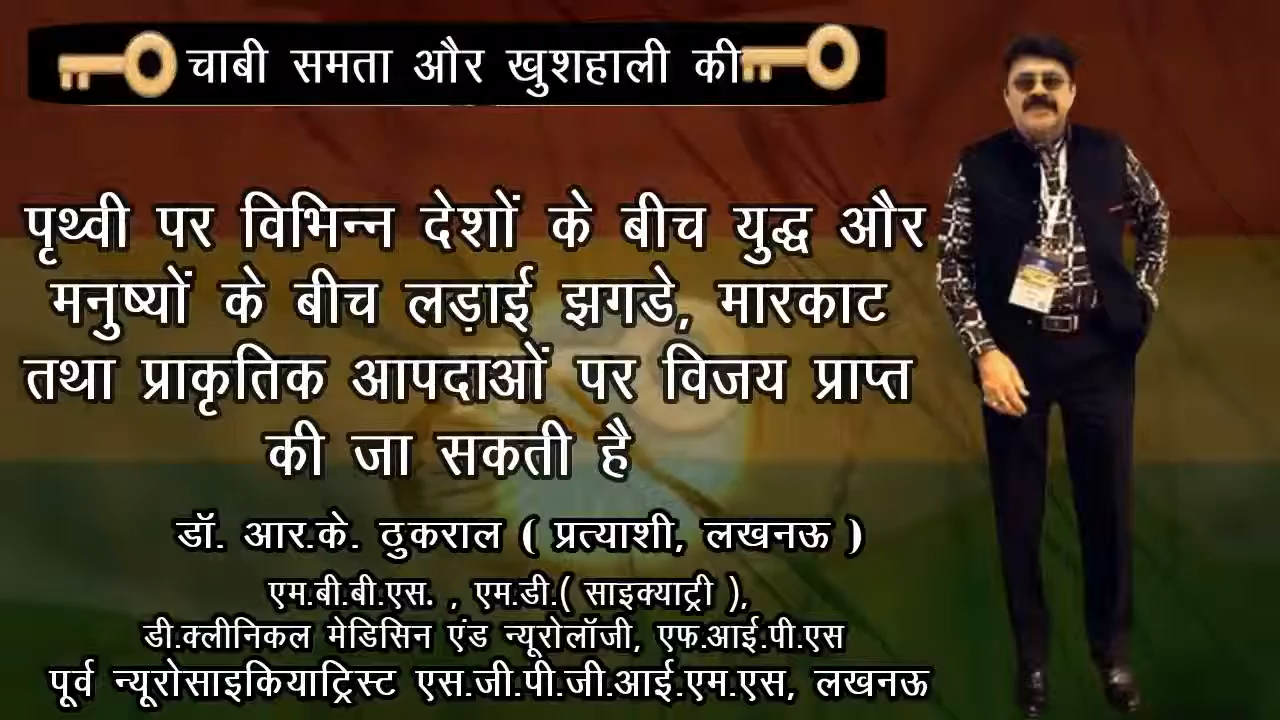 चाबी समता और खुशहाली की
पृथ्वी पर विभिन्न देशों के बीच युद्ध और
मनुष्यों के बीच लड़ाई झगडे, मारकाट
तथा प्राकृतिक आपदाओं पर विजय प्राप्त
की जा सकती है
डॉ. आर.के. ठुकराल ( प्रत्याशी, लखनऊ )
एम.बी.बी.एस. , एम.डी.( साइक्याट्री ),
डी.क्लीनिकल मेडिसिन एंड न्यूरोलॉजी, एफ.आई.पी.एस
पूर्व न्यूरोसाइकियाट्रिस्ट एस.जी.पी.जी.आई.एम.एस, लखनऊ